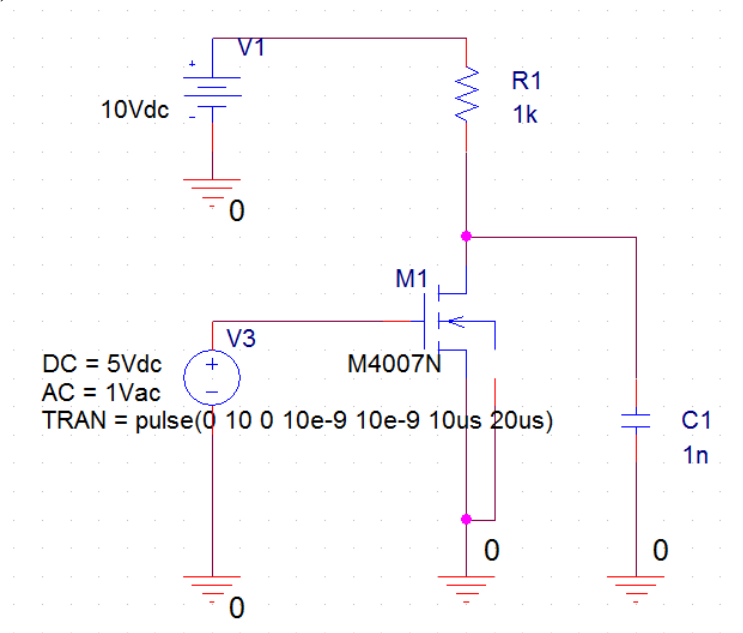 V1
10Vdc
0
R1
1k
M1
M4007N
V3
DC = 5Vdc
AC = 1Vac
TRAN = pulse(0 10 0 10e-9 10e-9 10us 20us)
0
0
C1
1n
0